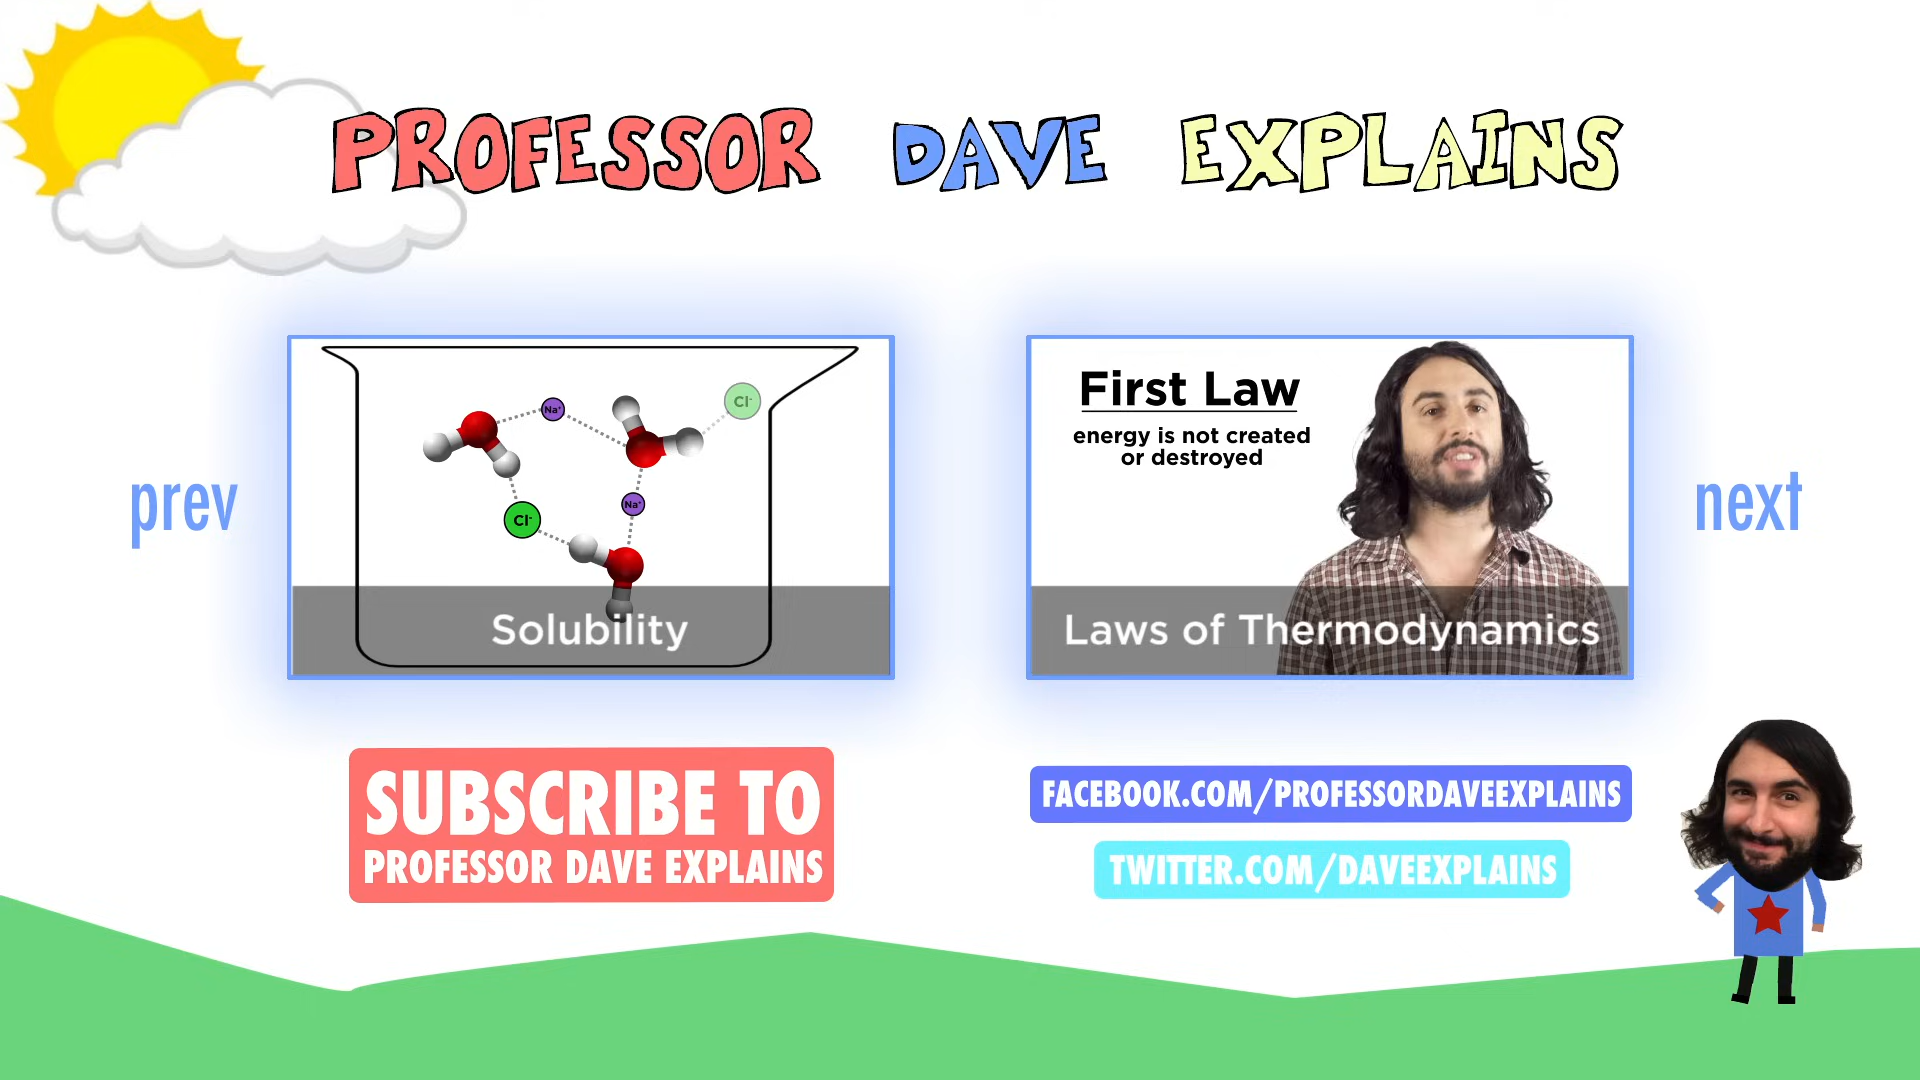 PROFESSOR DAVE EXPLAINS
prev
Na⁺
Cl⁻
Cl⁻
Na⁺
Solubility
First Law
energy is not created
or destroyed
Laws of Thermodynamics
next
SUBSCRIBE TO
PROFESSOR DAVE EXPLAINS
FACEBOOK.COM/PROFESSORDAVEEXPLAINS
TWITTER.COM/DAVEEXPLAINS